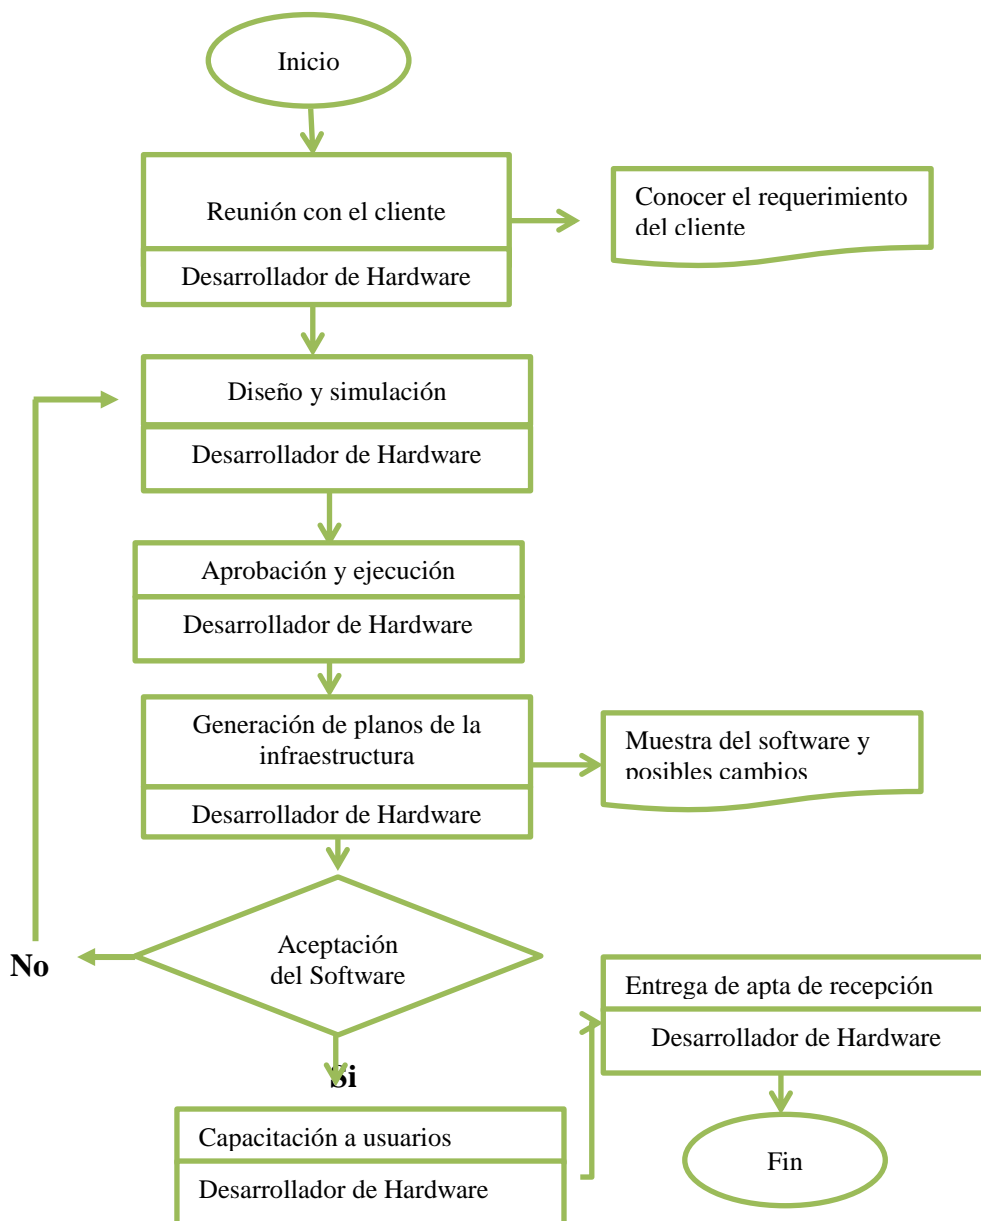 Inicio
Reunión con el cliente
Desarrollador de Hardware
Conocer el requerimiento
del cliente
Diseño y simulación
Desarrollador de Hardware
Aprobación y ejecución
Desarrollador de Hardware
Generación de planos de la
infraestructura
Desarrollador de Hardware
Muestra del software y
posibles cambios
Aceptación
del Software
No
Si
Capacitación a usuarios
Desarrollador de Hardware
Entrega de apta de recepción
Desarrollador de Hardware
Fin